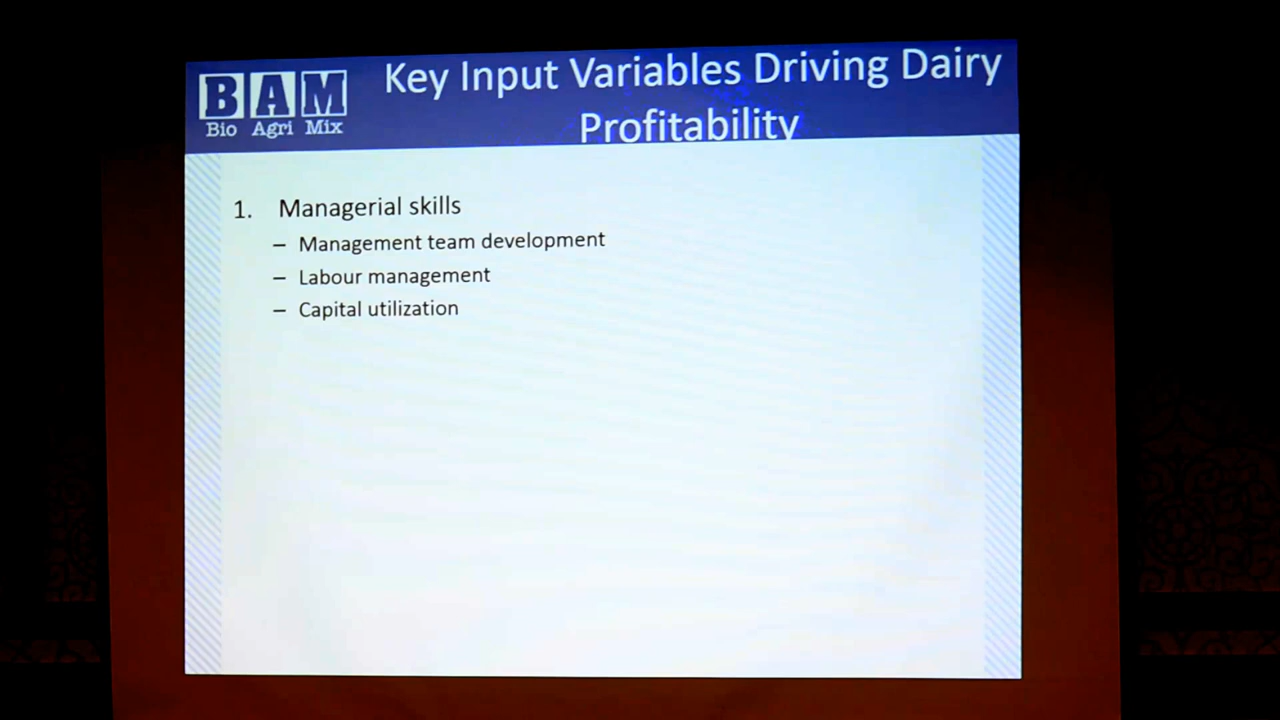 BAM
Bio Agri Mix
Key Input Variables Driving Dairy
Profitability
1. Managerial skills
– Management team development
– Labour management
– Capital utilization